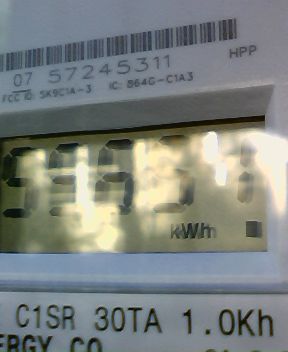 HPP
07 57245311
FCC ID: SK9C1A-3 IC: 864G-C1A3
kWh
C1SR 30TA 1.0Kh
ERGY CO